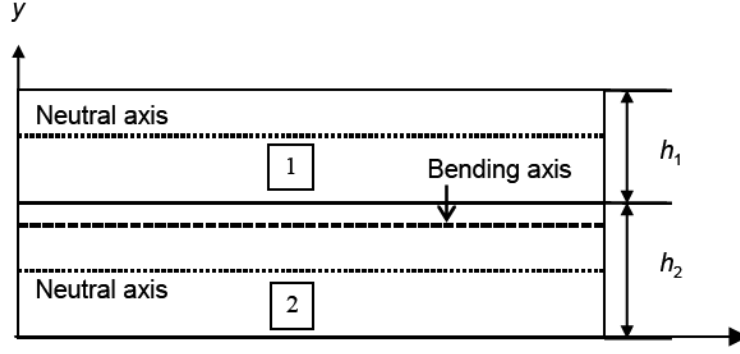 y
Neutral axis
1
h₁
Bending axis
h₂
Neutral axis
2